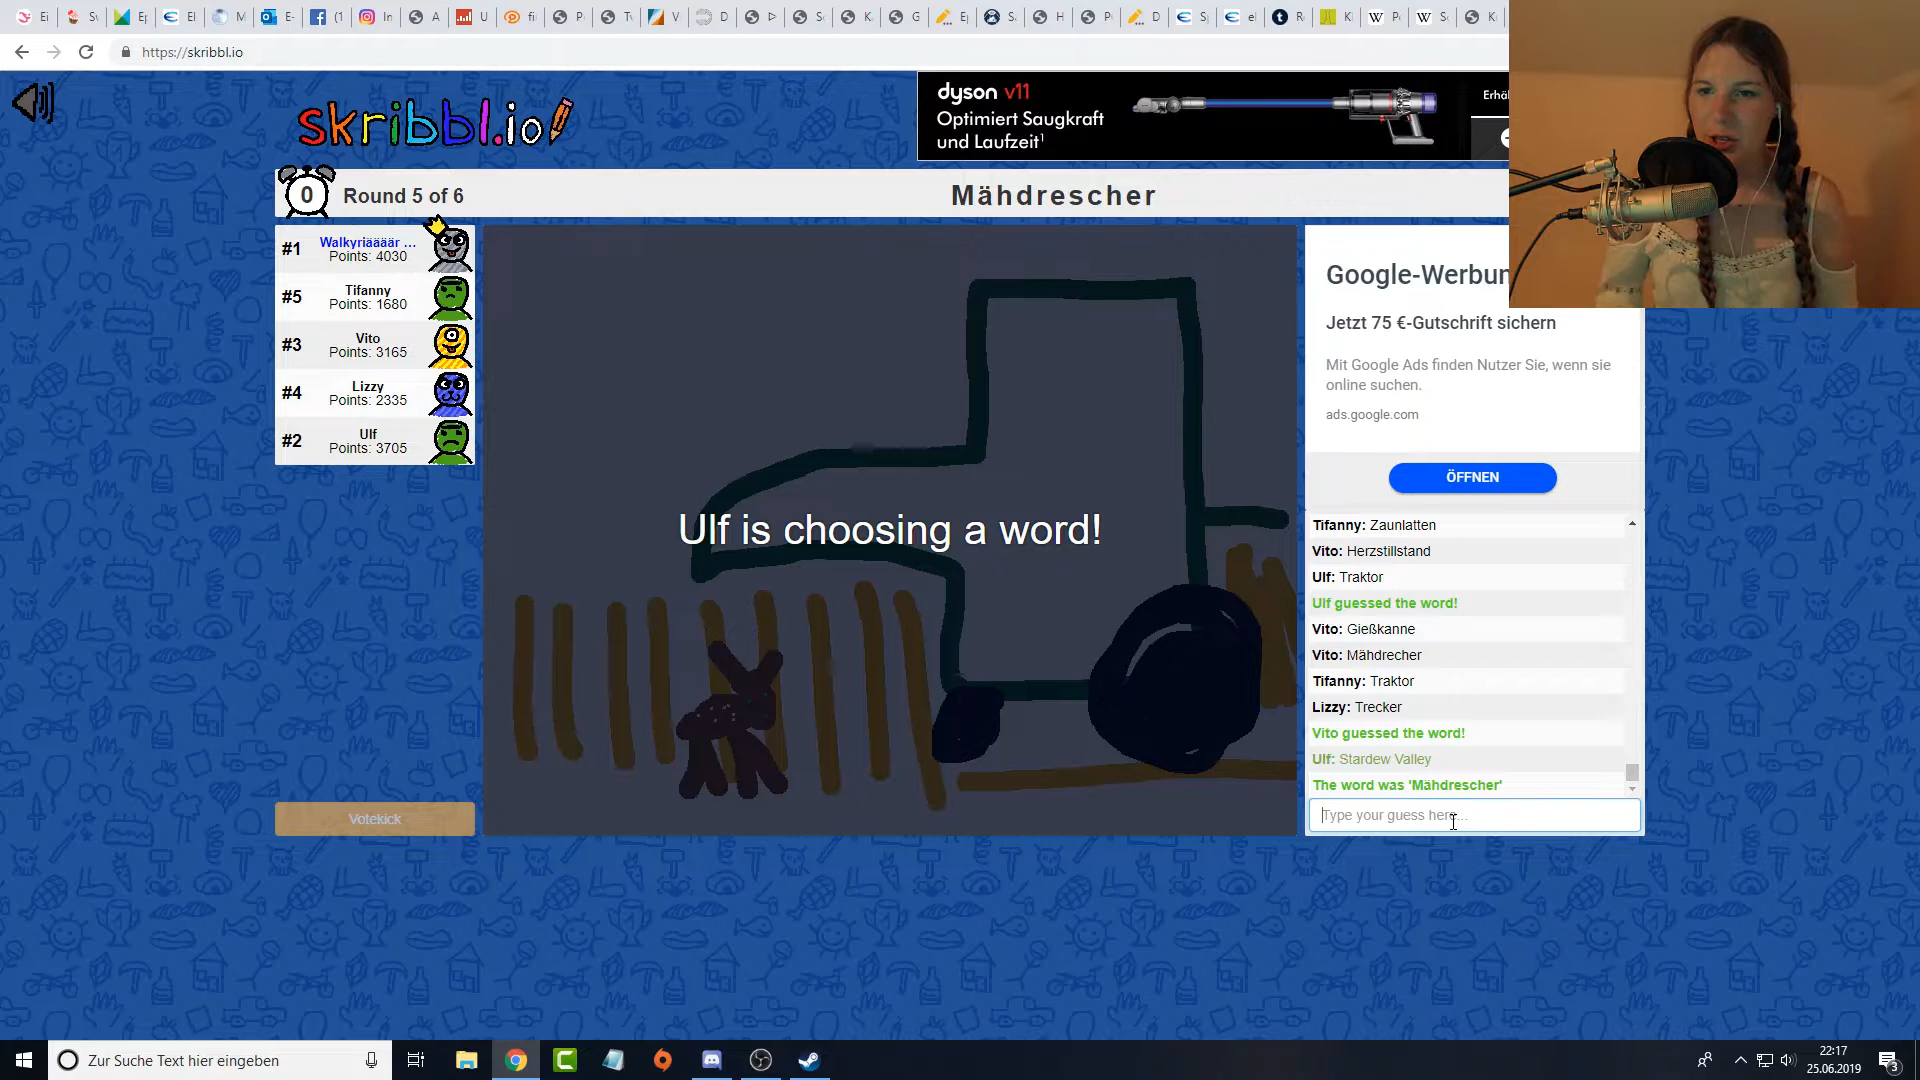 https://skribbl.io
skribbl.io
dyson v11
Optimiert Saugkraft
und Laufzeit¹
0
Round 5 of 6
Mähdrescher
#1
Walkyriäääär ...
Points: 4030
#5
Tifanny
Points: 1680
#3
Vito
Points: 3165
#4
Lizzy
Points: 2335
#2
Ulf
Points: 3705
Votekick
Ulf is choosing a word!
Jetzt 75 €-Gutschrift sichern
Mit Google Ads finden Nutzer Sie, wenn sie
online suchen.
ads.google.com
ÖFFNEN
Tifanny: Zaunlatten
Vito: Herzstillstand
Ulf: Traktor
Ulf guessed the word!
Vito: Gießkanne
Vito: Mähdrecher
Tifanny: Traktor
Lizzy: Trecker
Vito guessed the word!
Ulf: Stardew Valley
The word was 'Mähdrescher'
Type your guess here...
Zur Suche Text hier eingeben
22:17
25.06.2019
3